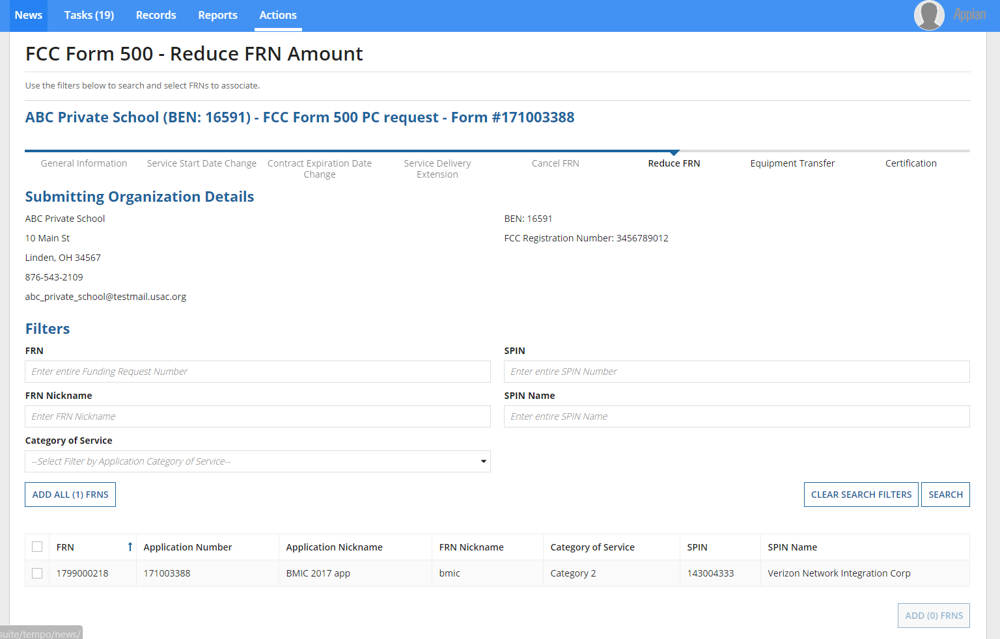 News Tasks (19) Records Reports Actions Appian
FCC Form 500 - Reduce FRN Amount
Use the filters below to search and select FRNs to associate.
ABC Private School (BEN: 16591) - FCC Form 500 PC request - Form #171003388
General Information Service Start Date Change Contract Expiration Date Change Service Delivery Extension Cancel FRN Reduce FRN Equipment Transfer Certification
Submitting Organization Details
ABC Private School BEN: 16591
10 Main St FCC Registration Number: 3456789012
Linden, OH 34567
876-543-2109
abc_private_school@testmail.usac.org
Filters
FRN SPIN
Enter entire Funding Request Number Enter entire SPIN Number
FRN Nickname SPIN Name
Enter FRN Nickname Enter entire SPIN Name
Category of Service
--Select Filter by Application Category of Service--
ADD ALL (1) FRNS CLEAR SEARCH FILTERS SEARCH
FRN Application Number Application Nickname FRN Nickname Category of Service SPIN SPIN Name
1799000218 171003388 BMIC 2017 app bmic Category 2 143004333 Verizon Network Integration Corp
ADD (0) FRNS
suite/tempo/news/